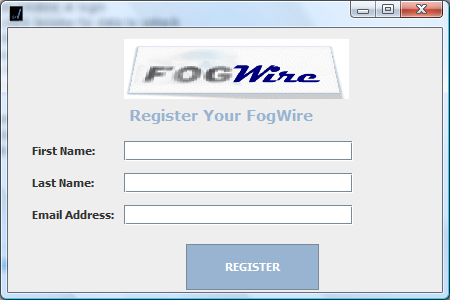 FOGWire
Register Your FogWire
First Name:
Last Name:
Email Address:
REGISTER